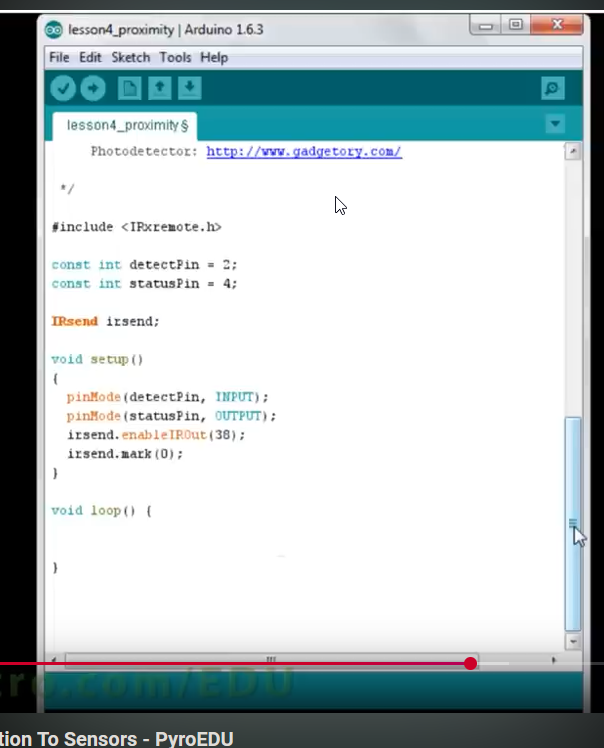 lesson4_proximity | Arduino 1.6.3
File Edit Sketch Tools Help
lesson4_proximity §
Photodetector: http://www.gadgetory.com/
*/
#include <IRxremote.h>
const int detectPin = 2;
const int statusPin = 4;
IRsend irsend;
void setup()
{
pinMode(detectPin, INPUT);
pinMode(statusPin, OUTPUT);
irsend.enableIROut(38);
irsend.mark(0);
}
void loop() {
}
ro.com/EDU
tion To Sensors - PyroEDU